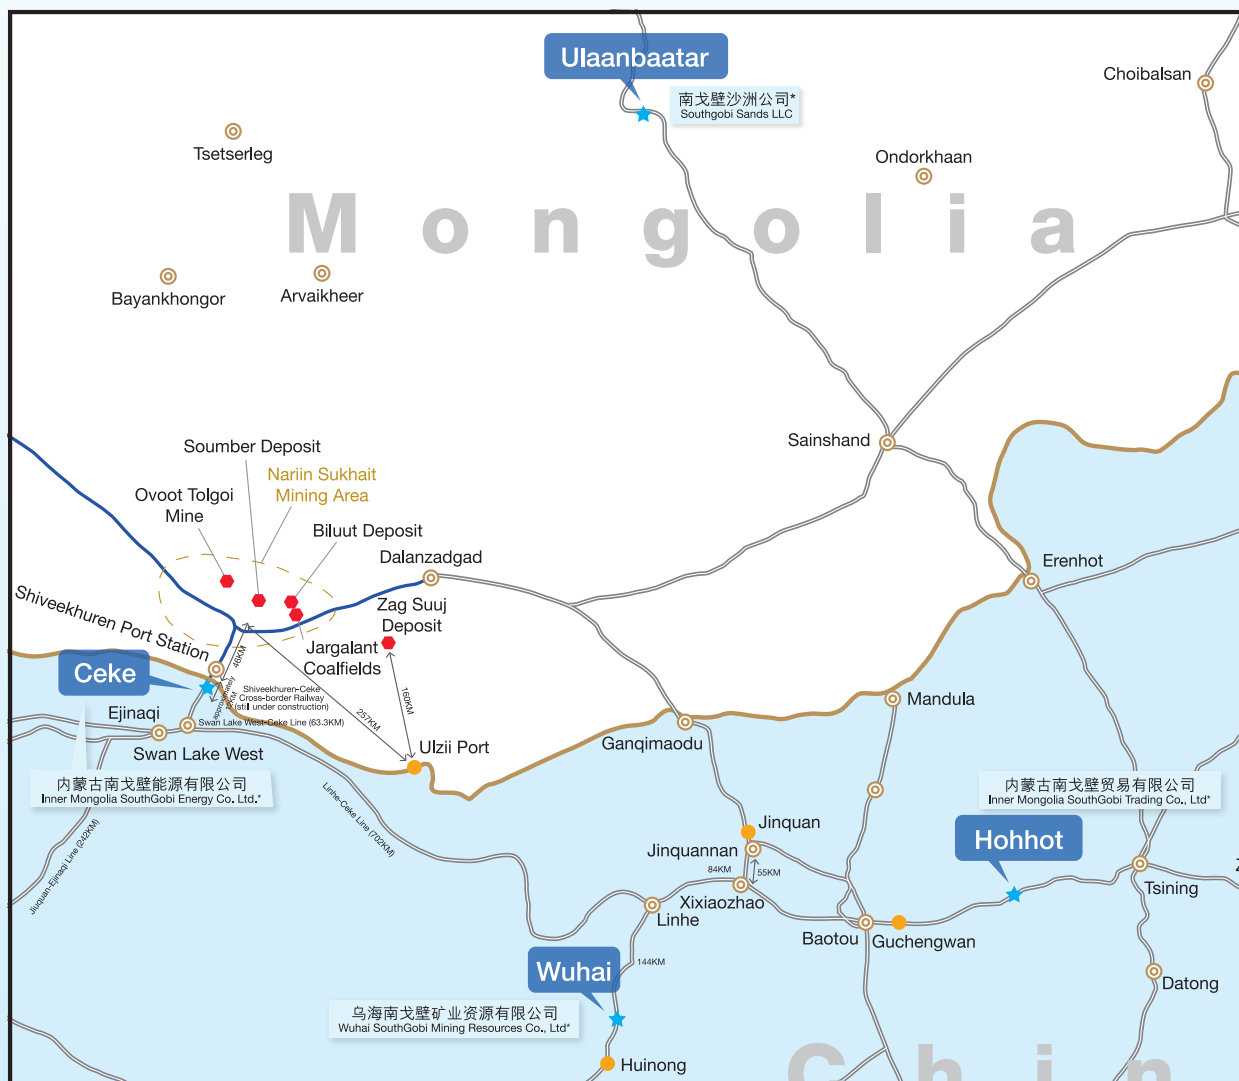 Ulaanbaatar
南戈壁沙洲公司*
Southgobi Sands LLC
Choibalsan
Tsetserleg
Ondorkhaan
Mongolia
Bayankhongor
Arvaikheer
Sainshand
Soumber Deposit
Nariin Sukhait
Mining Area
Ovoot Tolgoi
Mine
Biluut Deposit
Dalanzadgad
Erenhot
Shiveekhuren Port Station
Zag Suuj
Deposit
Jargalant
Coalfields
46KM
Ceke
approximately
Shiveekhuren-Ceke
Cross-border Railway
(still under construction)
257KM
160KM
Mandula
Ejinaqi
Swan Lake West-Ceke Line (63.3KM)
Swan Lake West
Ulzii Port
Ganqimaodu
内蒙古南戈壁能源有限公司
Inner Mongolia SouthGobi Energy Co. Ltd.*
Linhe-Ceke Line (702KM)
内蒙古南戈壁贸易有限公司
Inner Mongolia SouthGobi Trading Co., Ltd*
Jiuquan-Ejinaqi Line (242KM)
Jinquan
Hohhot
Jinquannan
84KM
55KM
Tsining
Xixiaozhao
Linhe
Baotou
Guchengwan
144KM
Wuhai
Datong
乌海南戈壁矿业资源有限公司
Wuhai SouthGobi Mining Resources Co., Ltd*
Huinong
Chin